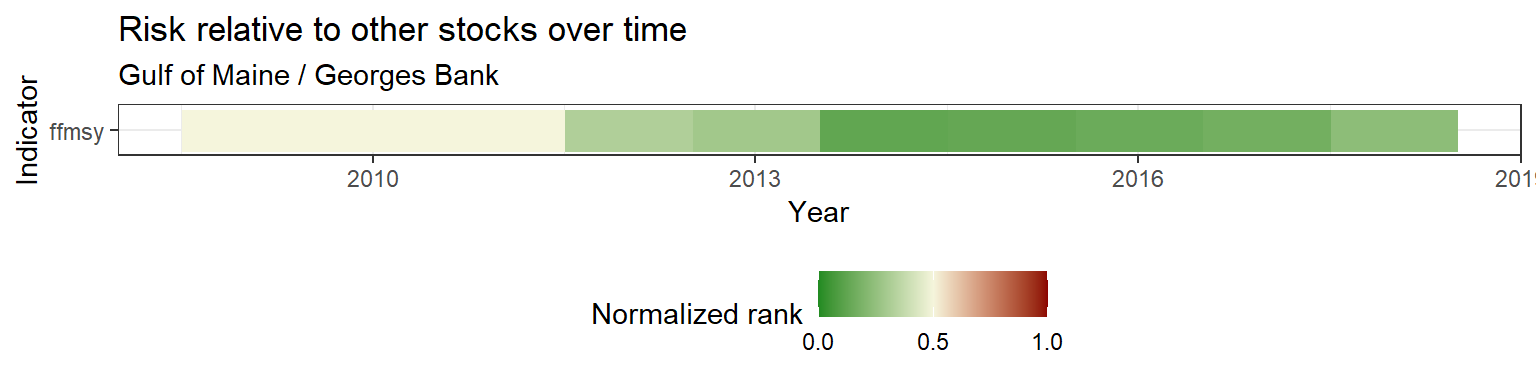 Risk relative to other stocks over time
Gulf of Maine / Georges Bank
Indicator
ffmsy
2010 2013 2016 201
Year
Normalized rank
0.0 0.5 1.0